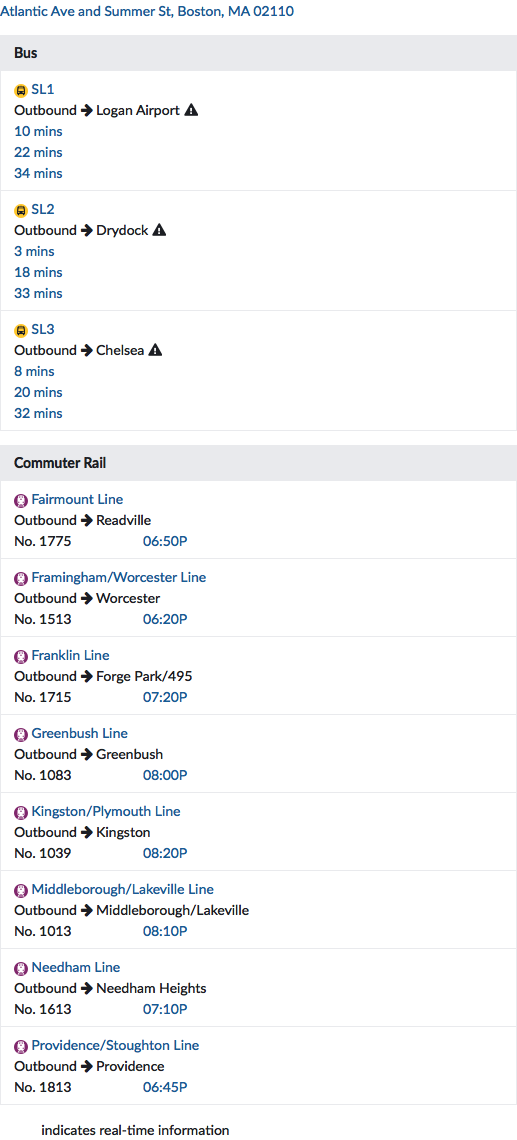 Atlantic Ave and Summer St, Boston, MA 02110
Bus
SL1
Outbound → Logan Airport
10 mins
22 mins
34 mins
SL2
Outbound → Drydock
3 mins
18 mins
33 mins
SL3
Outbound → Chelsea
8 mins
20 mins
32 mins
Commuter Rail
Fairmount Line
Outbound → Readville
No. 1775 06:50P
Framingham/Worcester Line
Outbound → Worcester
No. 1513 06:20P
Franklin Line
Outbound → Forge Park/495
No. 1715 07:20P
Greenbush Line
Outbound → Greenbush
No. 1083 08:00P
Kingston/Plymouth Line
Outbound → Kingston
No. 1039 08:20P
Middleborough/Lakeville Line
Outbound → Middleborough/Lakeville
No. 1013 08:10P
Needham Line
Outbound → Needham Heights
No. 1613 07:10P
Providence/Stoughton Line
Outbound → Providence
No. 1813 06:45P
indicates real-time information